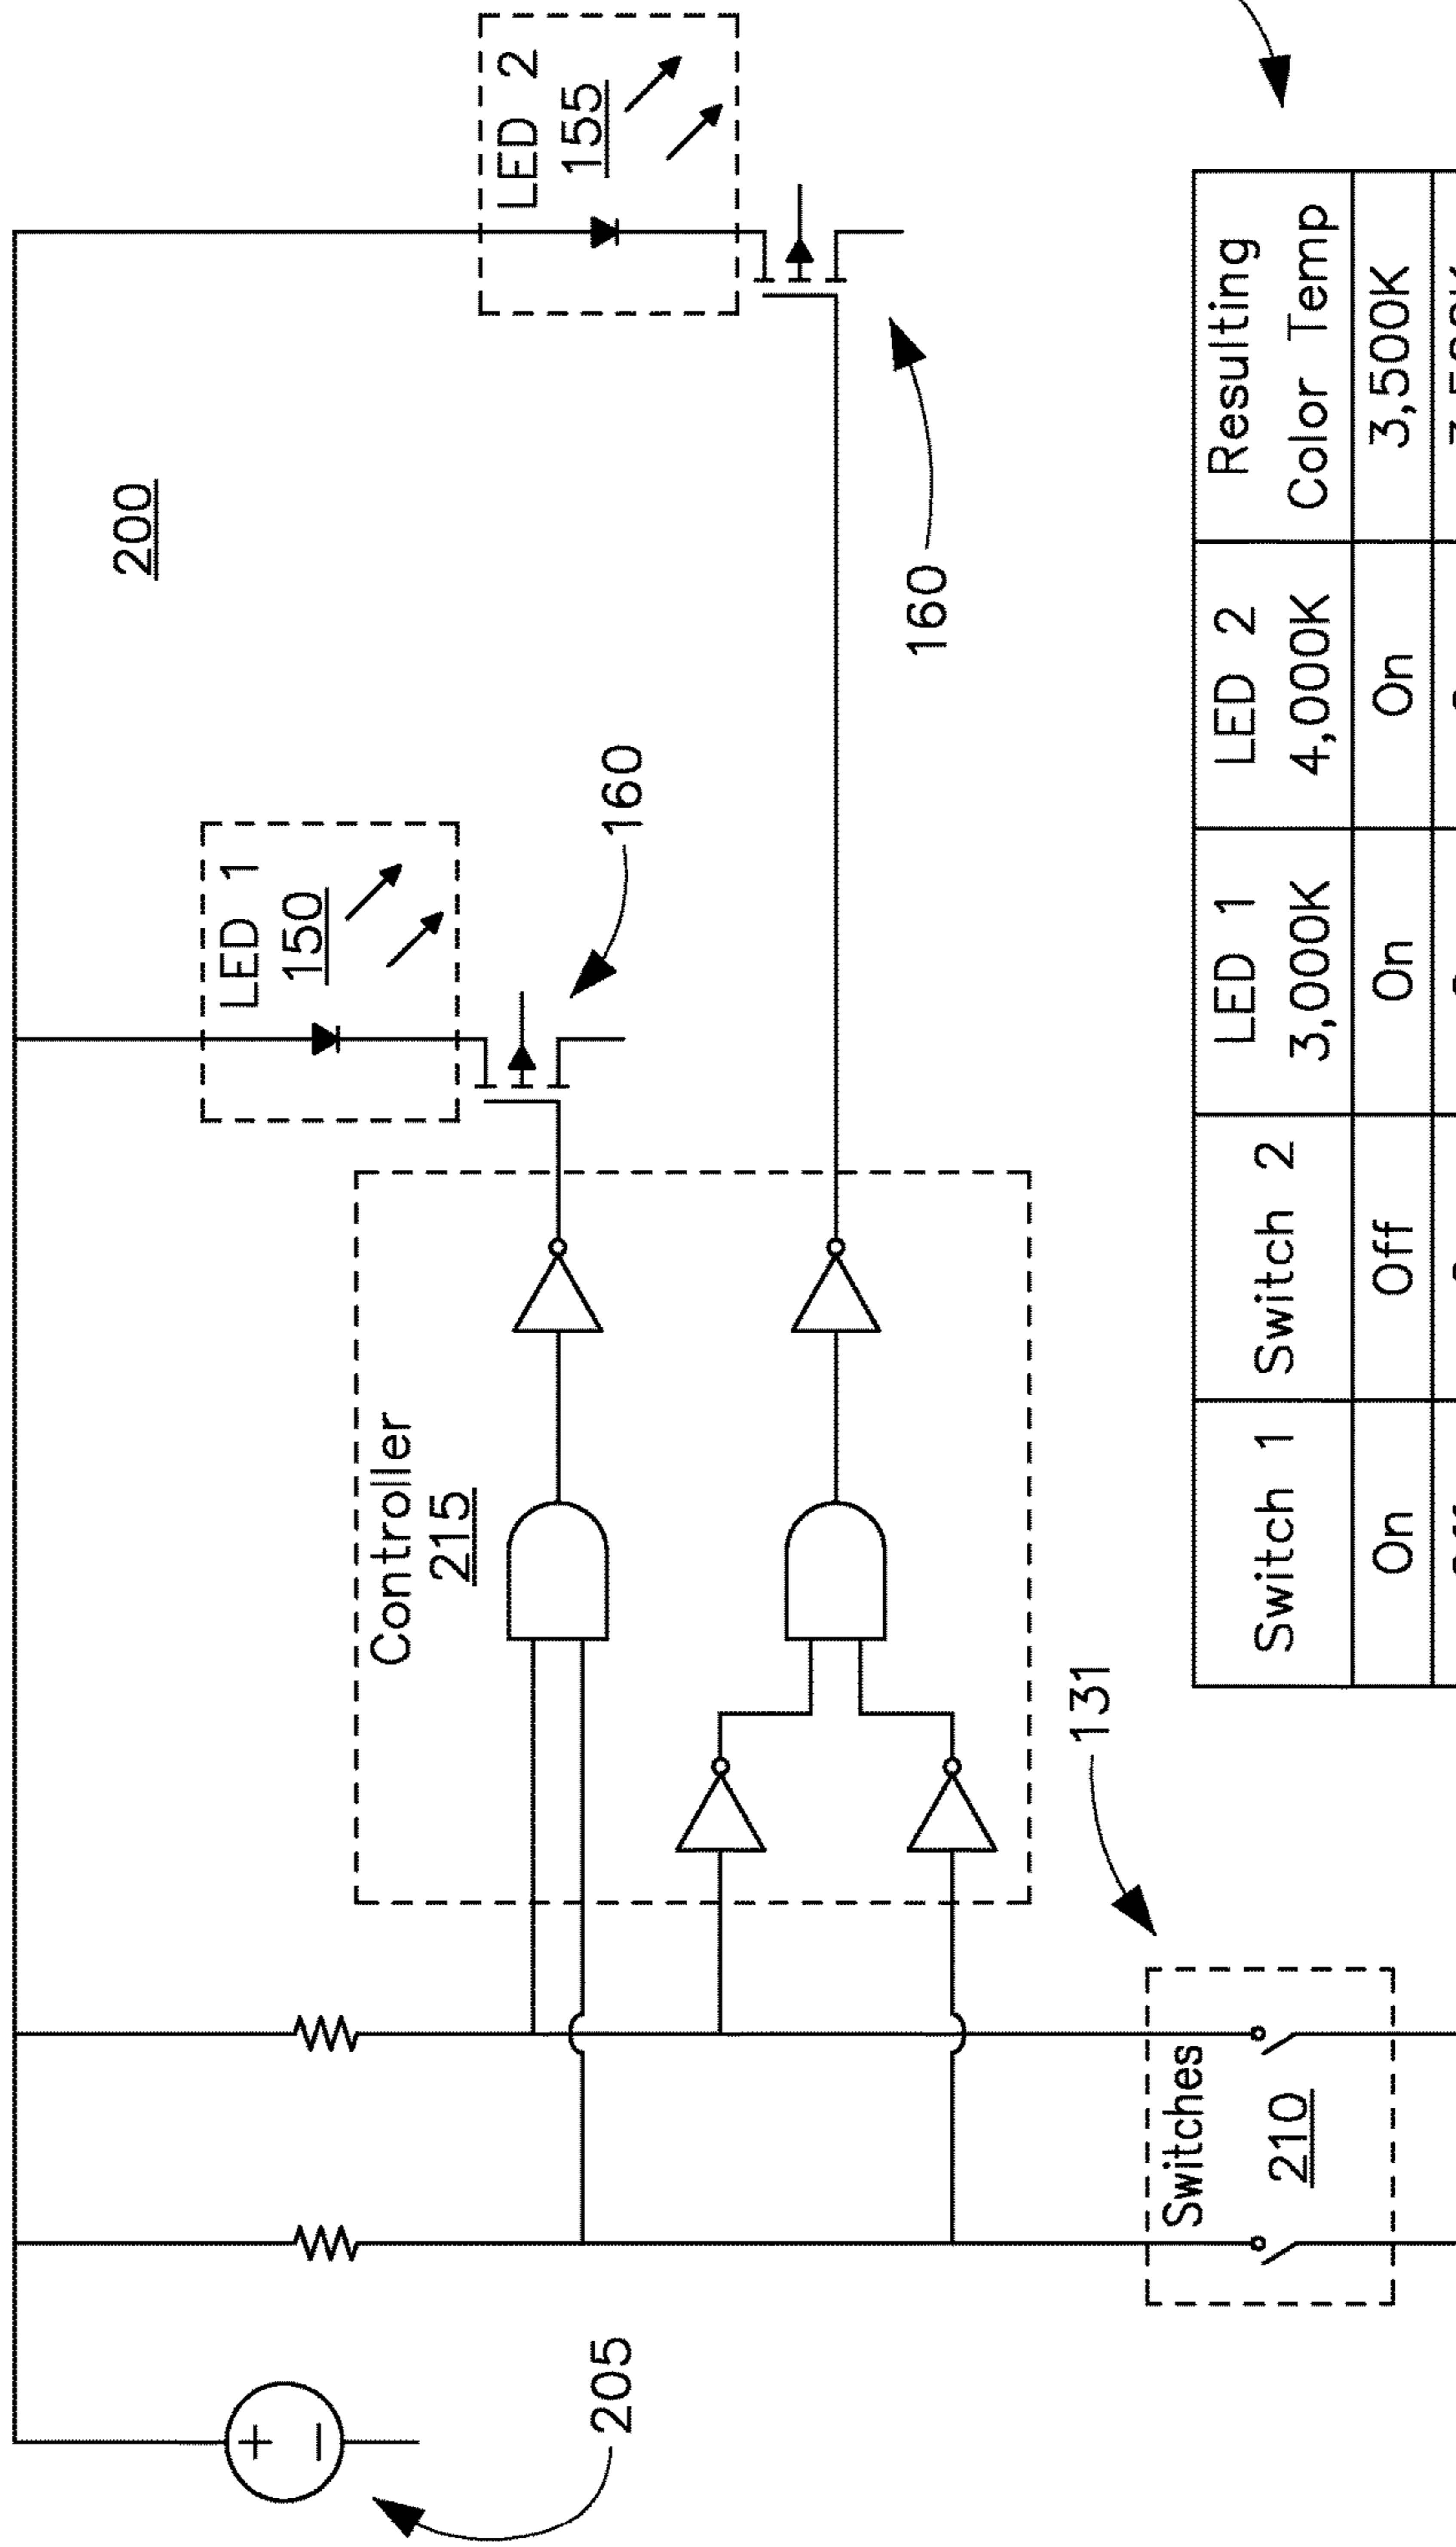 200
LED 1
150
LED 2
155
160
160
Controller
215
205
Switches
210
131
Switch 1 Switch 2 LED 1 3,000K LED 2 4,000K Resulting Color Temp
On Off On On 3,500K